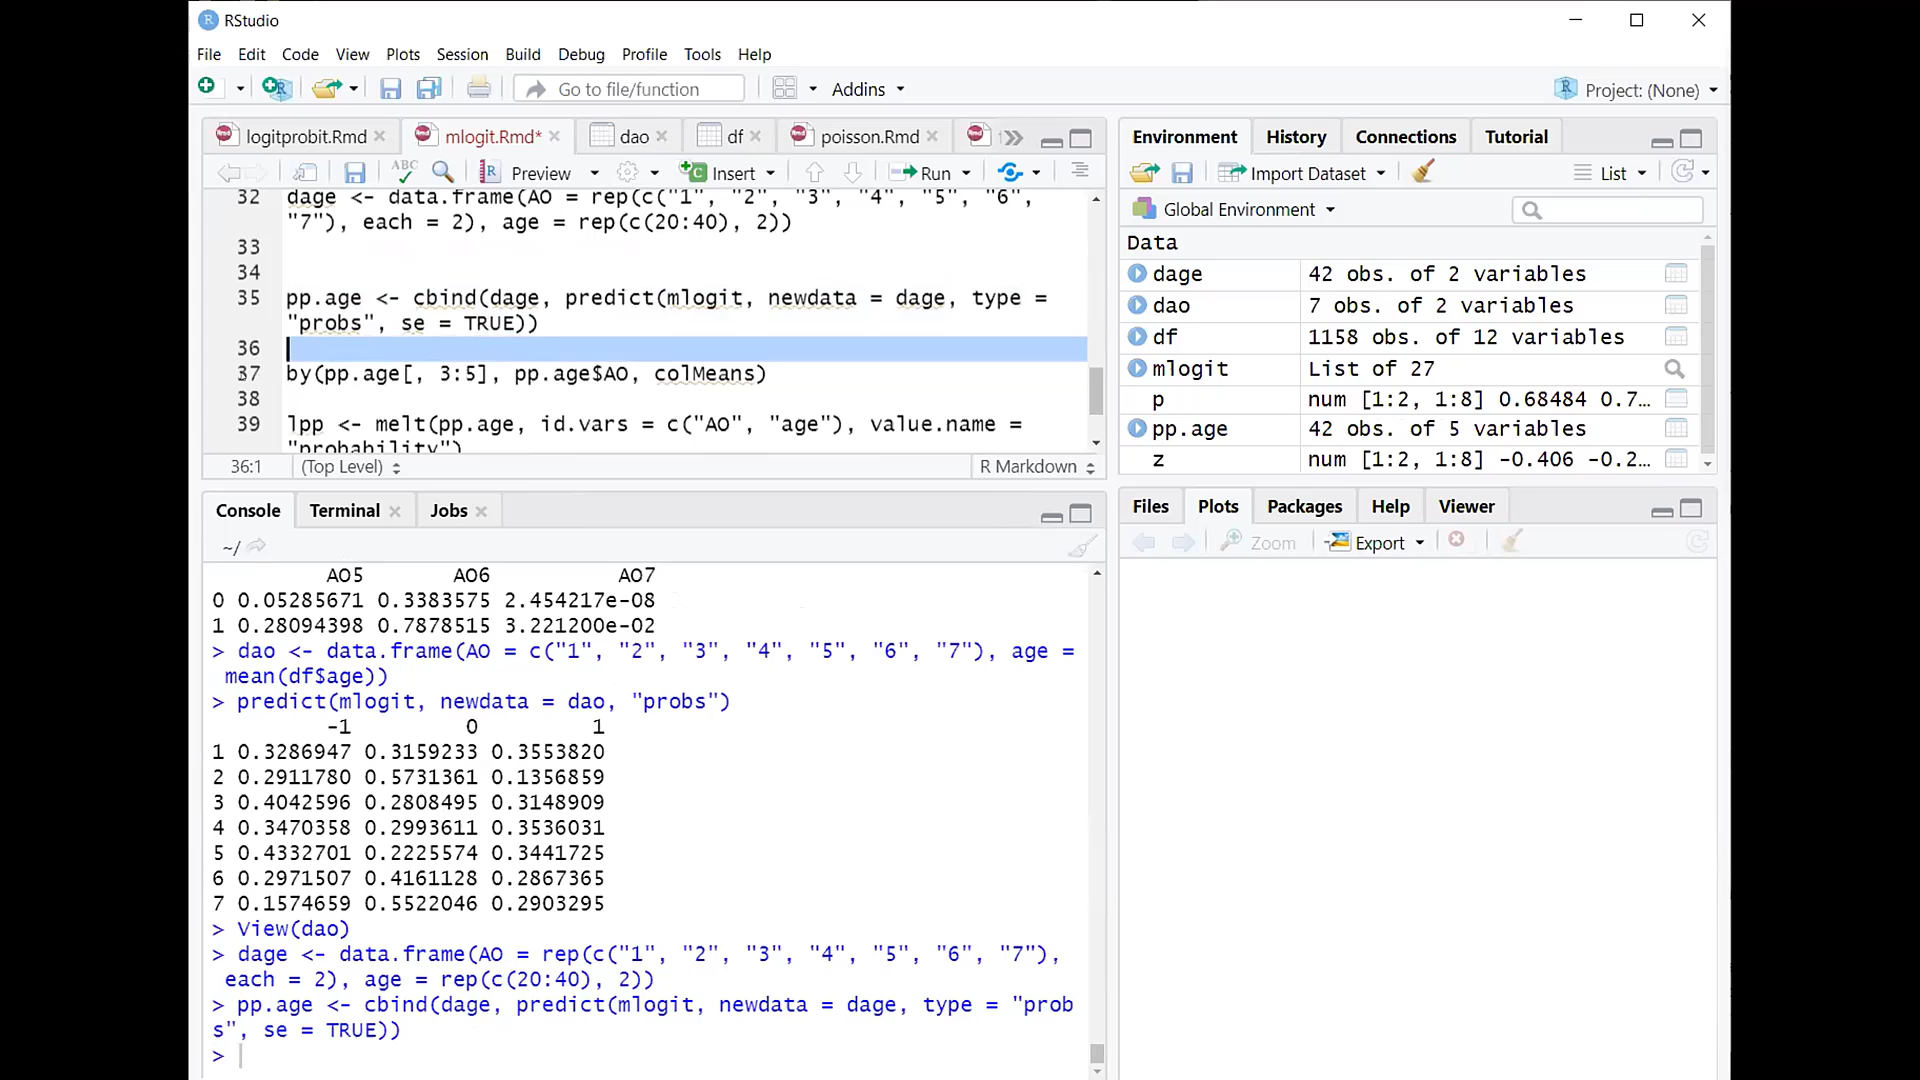 RStudio
File Edit Code View Plots Session Build Debug Profile Tools Help
Go to file/function Addins Project: (None)
logitprobit.Rmd mlogit.Rmd* dao df poisson.Rmd
ABC Preview Insert Run
32 dage <- data.frame(AO = rep(c("1", "2", "3", "4", "5", "6",
"7"), each = 2), age = rep(c(20:40), 2))
33
34
35 pp.age <- cbind(dage, predict(mlogit, newdata = dage, type =
"probs", se = TRUE))
36
37 by(pp.age[, 3:5], pp.age$AO, colMeans)
38
39 lpp <- melt(pp.age, id.vars = c("AO", "age"), value.name =
"probability")
36:1 (Top Level) R Markdown
Console Terminal Jobs
~/
AO5 AO6 AO7
0 0.05285671 0.3383575 2.454217e-08
1 0.28094398 0.7878515 3.221200e-02
> dao <- data.frame(AO = c("1", "2", "3", "4", "5", "6", "7"), age =
mean(df$age))
> predict(mlogit, newdata = dao, "probs")
-1 0 1
1 0.3286947 0.3159233 0.3553820
2 0.2911780 0.5731361 0.1356859
3 0.4042596 0.2808495 0.3148909
4 0.3470358 0.2993611 0.3536031
5 0.4332701 0.2225574 0.3441725
6 0.2971507 0.4161128 0.2867365
7 0.1574659 0.5522046 0.2903295
> View(dao)
> dage <- data.frame(AO = rep(c("1", "2", "3", "4", "5", "6", "7"),
each = 2), age = rep(c(20:40), 2))
> pp.age <- cbind(dage, predict(mlogit, newdata = dage, type = "prob
s", se = TRUE))
>
Environment History Connections Tutorial
Import Dataset List
Global Environment
Data
dage 42 obs. of 2 variables
dao 7 obs. of 2 variables
df 1158 obs. of 12 variables
mlogit List of 27
p num [1:2, 1:8] 0.68484 0.7…
pp.age 42 obs. of 5 variables
z num [1:2, 1:8] -0.406 -0.2…
Files Plots Packages Help Viewer
Zoom Export